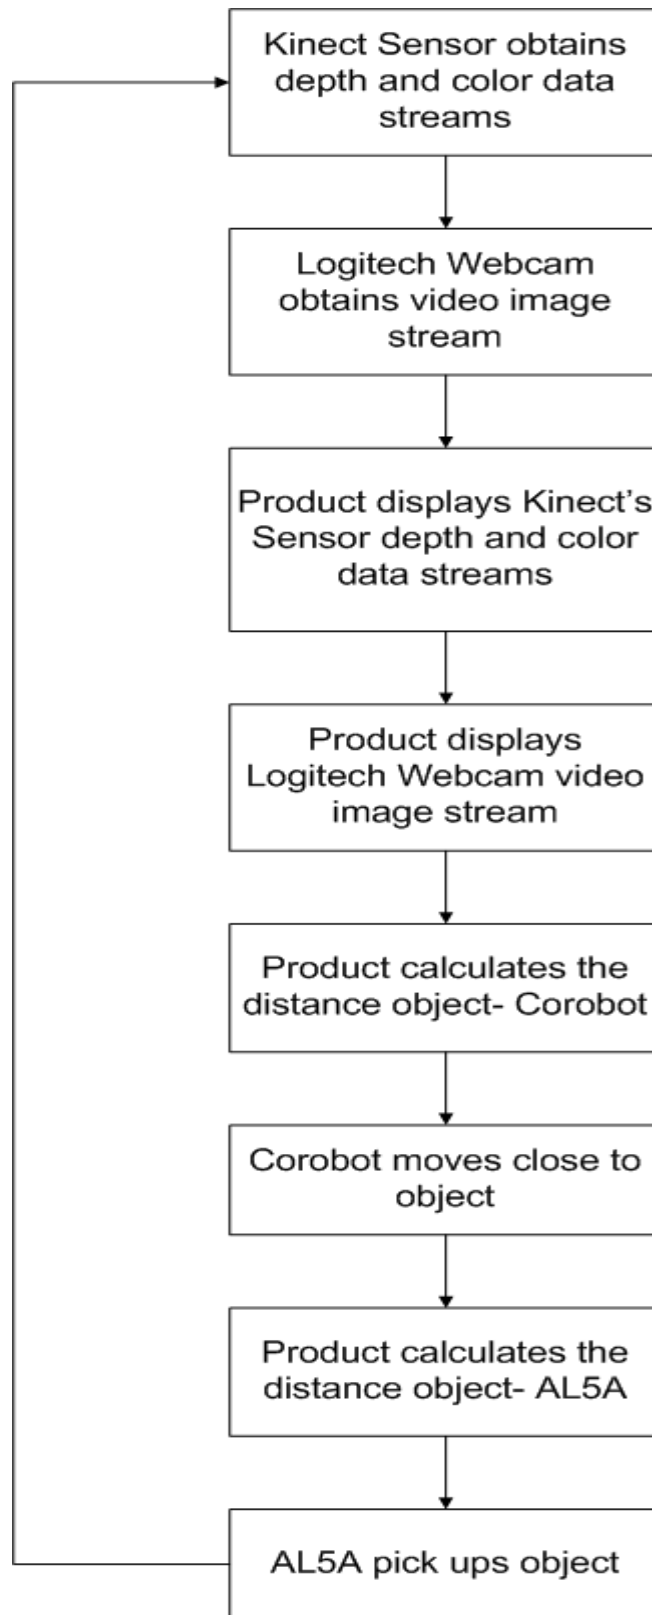 Kinect Sensor obtains
depth and color data
streams
Logitech Webcam
obtains video image
stream
Product displays Kinect’s
Sensor depth and color
data streams
Product displays
Logitech Webcam video
image stream
Product calculates the
distance object- Corobot
Corobot moves close to
object
Product calculates the
distance object- AL5A
AL5A pick ups object